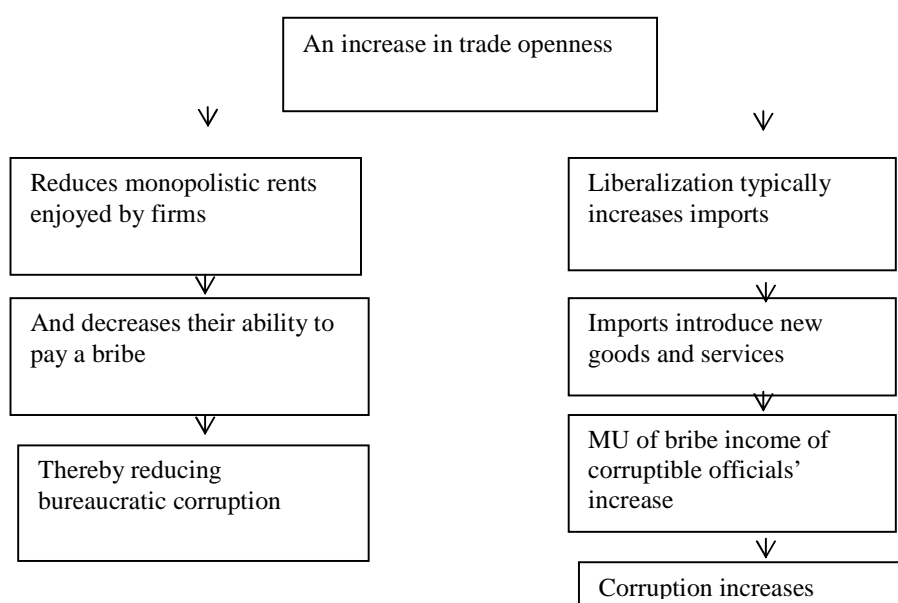 An increase in trade openness
Reduces monopolistic rents
enjoyed by firms
And decreases their ability to
pay a bribe
Thereby reducing
bureaucratic corruption
Liberalization typically
increases imports
Imports introduce new
goods and services
MU of bribe income of
corruptible officials’
increase
Corruption increases